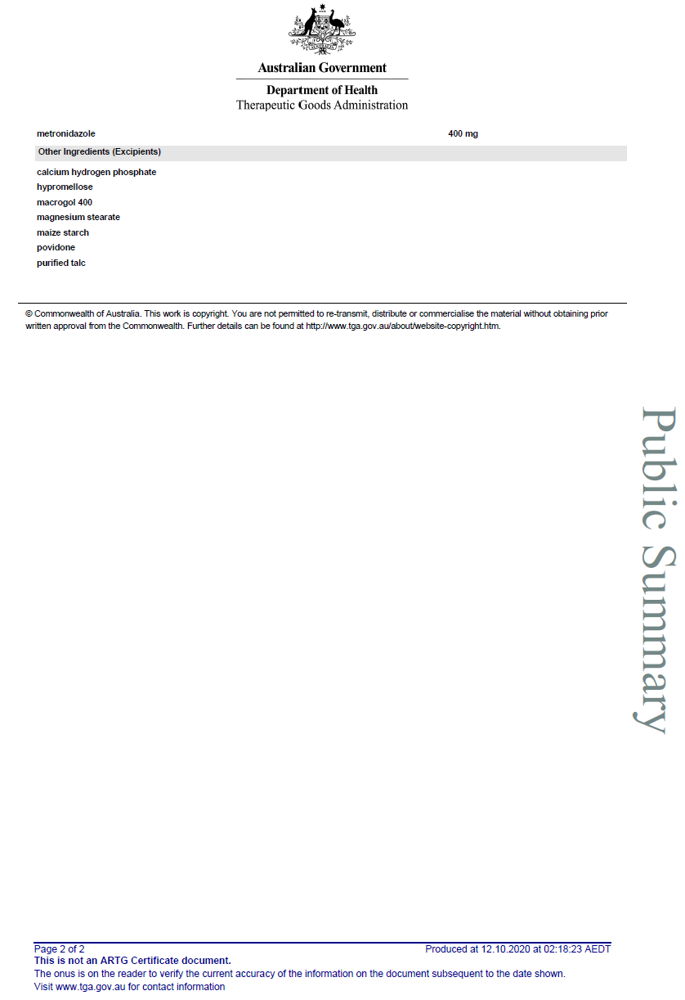 Australian Government
Department of Health
Therapeutic Goods Administration
metronidazole 400 mg
Other Ingredients (Excipients)
calcium hydrogen phosphate
hypromellose
macrogol 400
magnesium stearate
maize starch
povidone
purified talc
© Commonwealth of Australia. This work is copyright. You are not permitted to re-transmit, distribute or commercialise the material without obtaining prior
written approval from the Commonwealth. Further details can be found at http://www.tga.gov.au/about/website-copyright.htm.
Public Summary
Page 2 of 2 Produced at 12.10.2020 at 02:18:23 AEDT
This is not an ARTG Certificate document.
The onus is on the reader to verify the current accuracy of the information on the document subsequent to the date shown.
Visit www.tga.gov.au for contact information